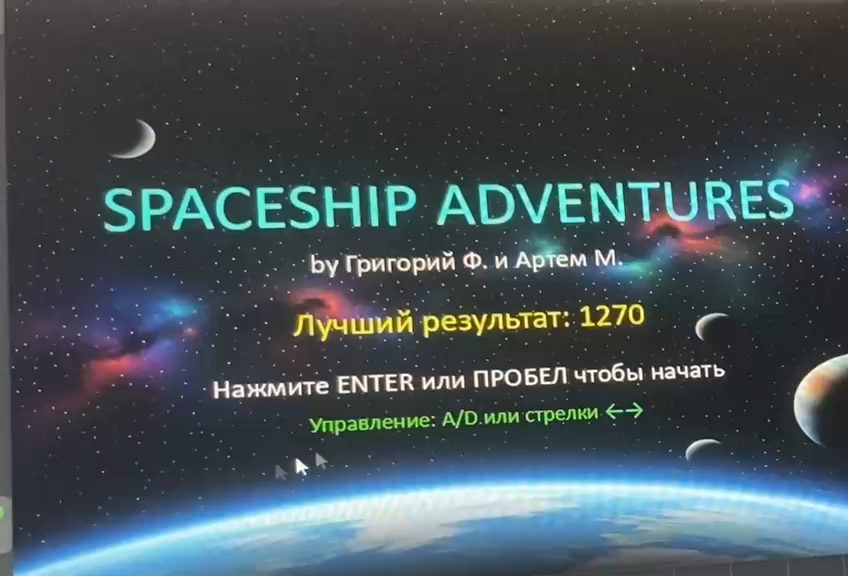 SPACESHIP ADVENTURES
by Григорий Ф. и Артем М.
Лучший результат: 1270
Нажмите ENTER или ПРОБЕЛ чтобы начать
Управление: A/D или стрелки ←→